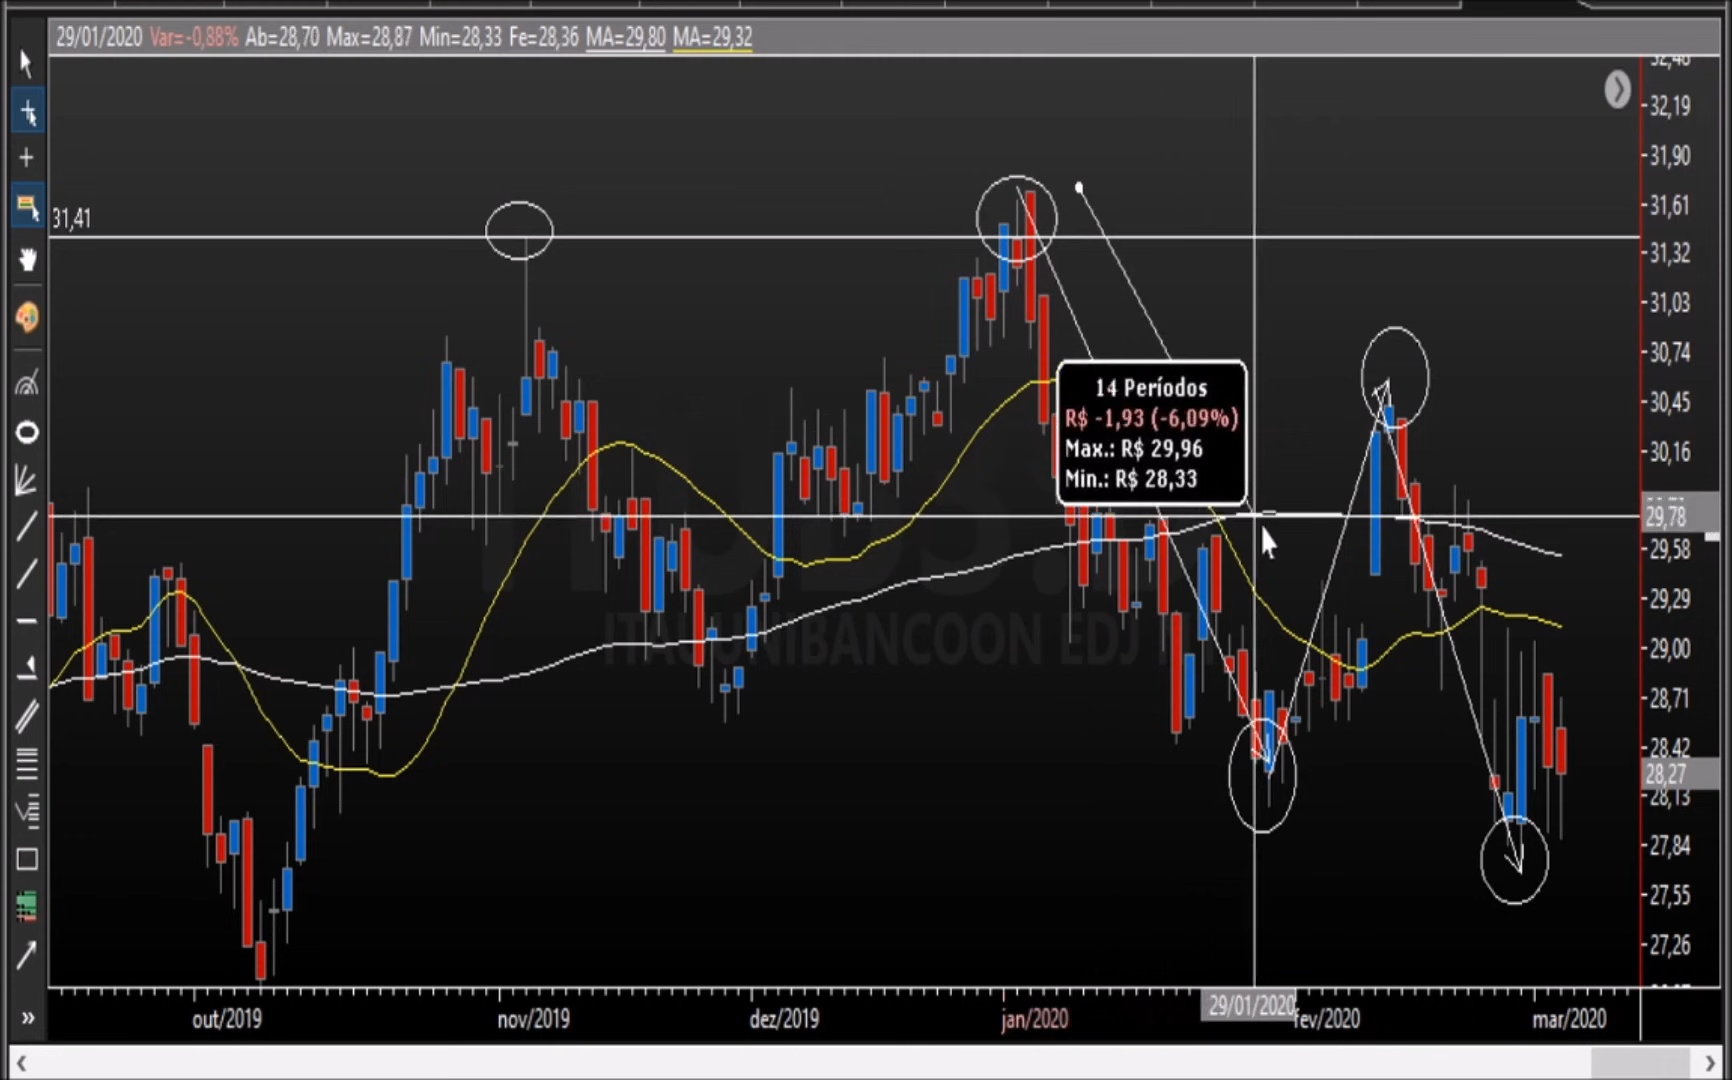 29/01/2020 Var=-0,88% Ab=28,70 Max=28,87 Min=28,33 Fe=28,36 MA=29,80 MA=29,32
32,48
32,19
31,90
31,61
31,41
31,32
31,03
30,74
14 Períodos
R$ -1,93 (-6,09%)
Max.: R$ 29,96
Min.: R$ 28,33
30,45
30,16
29,78
29,58
29,29
29,00
28,71
28,42
28,27
28,13
27,84
27,55
27,26
ITAUUNIBANCOON EDJ
out/2019
nov/2019
dez/2019
jan/2020
29/01/2020
fev/2020
mar/2020